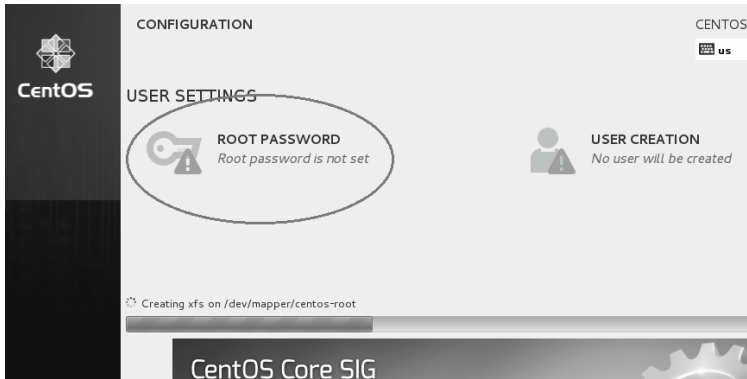 CONFIGURATION
CENTOS
us
CentOS
USER SETTINGS
ROOT PASSWORD
Root password is not set
USER CREATION
No user will be created
Creating xfs on /dev/mapper/centos-root
CentOS Core SIG